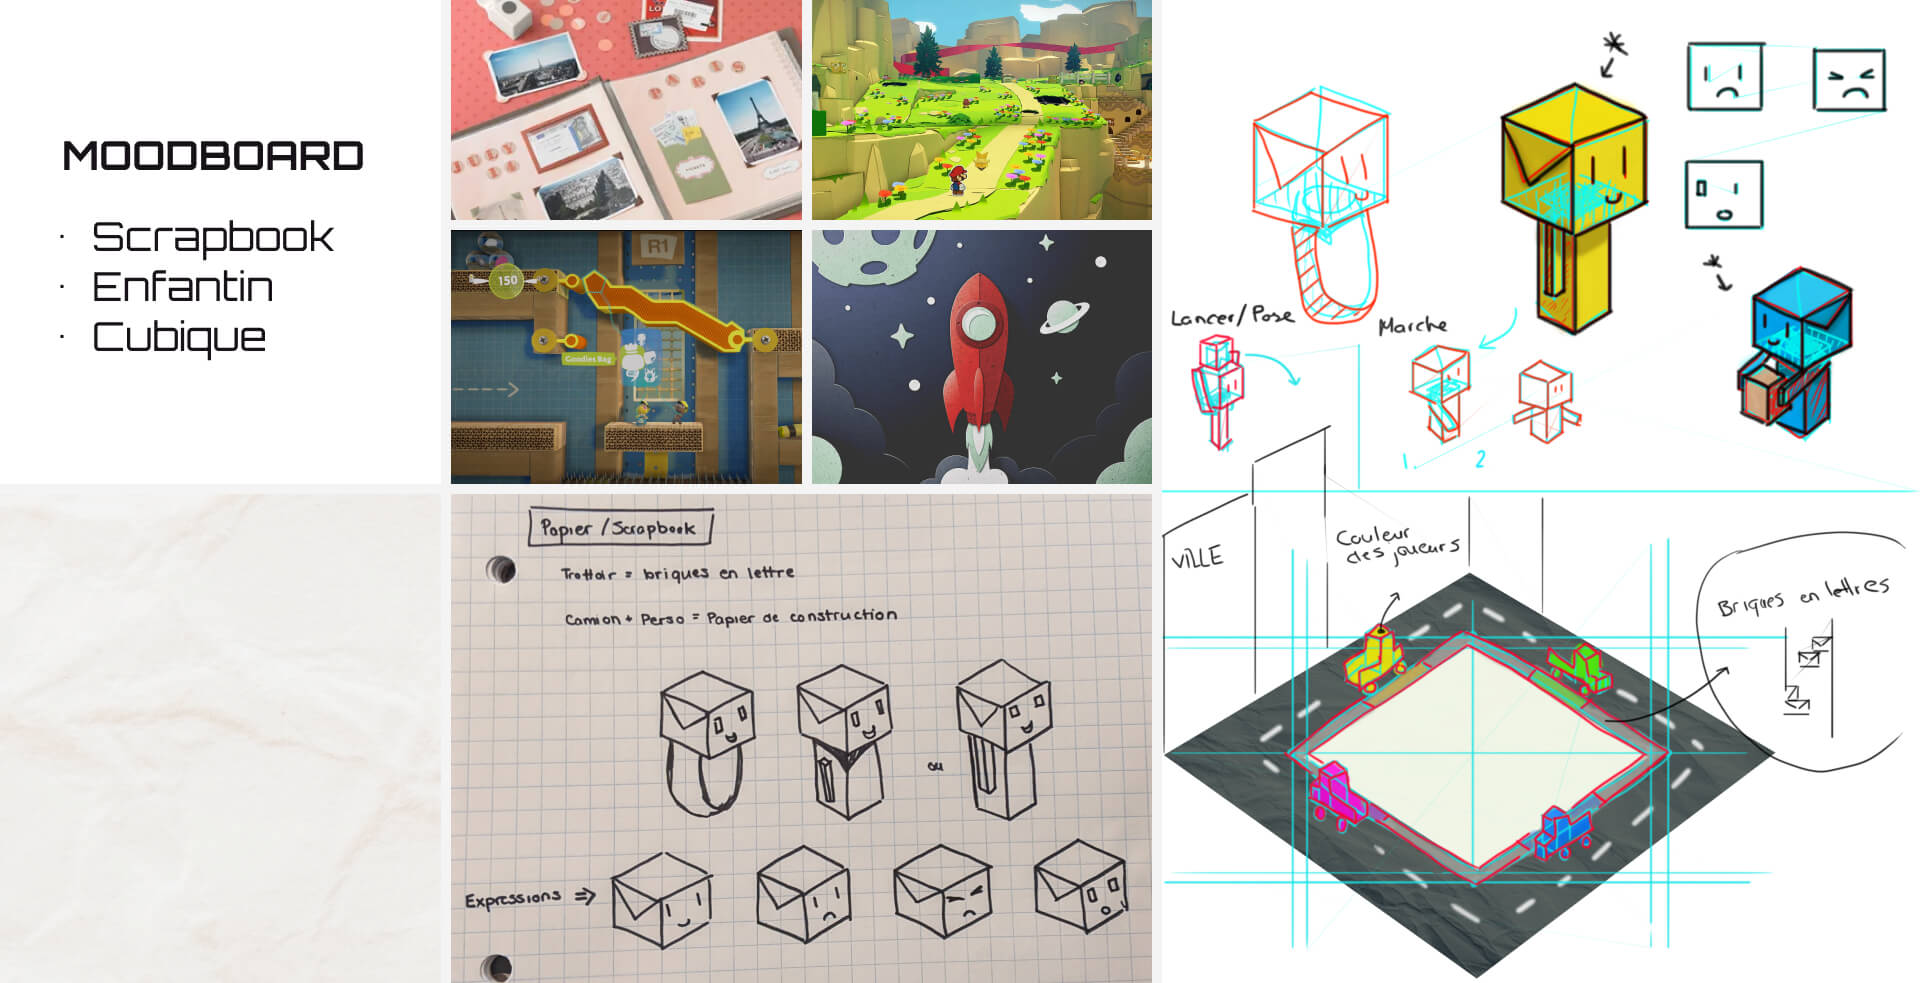 MOODBOARD
· Scrapbook
· Enfantin
· Cubique
R1
150
Goodies Bag
Papier / Scrapbook
Trottoir = briques en lettre
Camion + Perso = Papier de construction
ou
Expressions ⇒
*
Lancer/Pose
Marche
*
1.
2
VILLE
Couleur
des joueurs
Briques en lettres